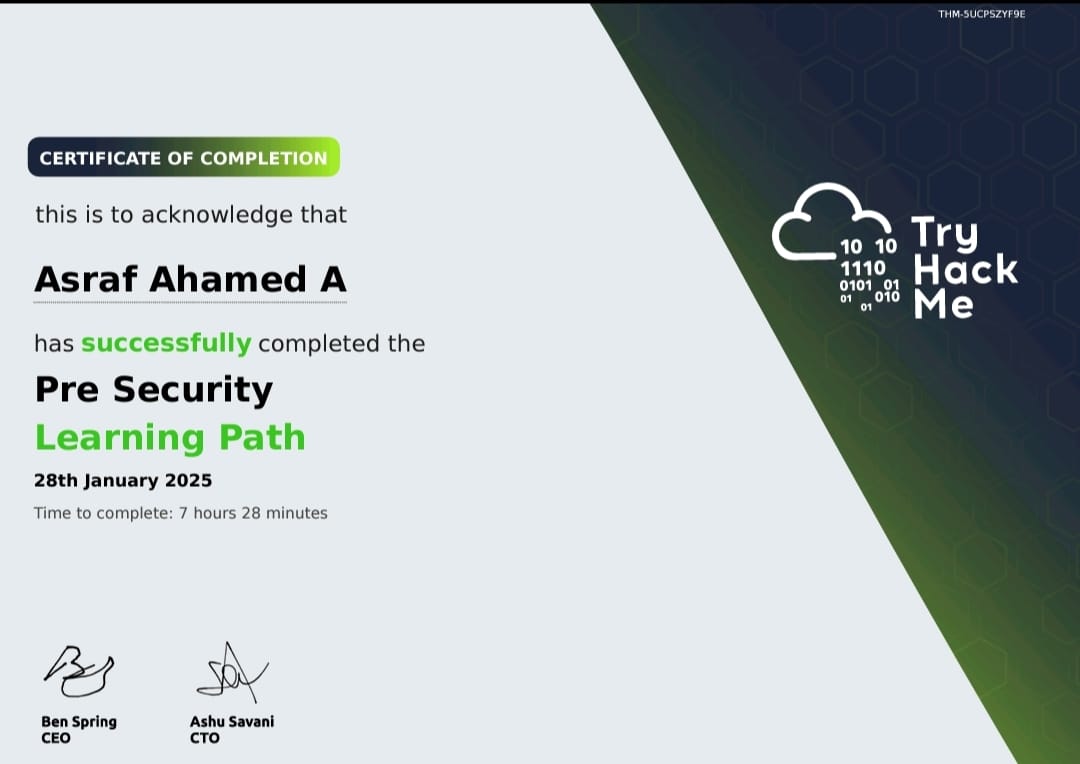 THM-5UCPSZYF9E
CERTIFICATE OF COMPLETION
this is to acknowledge that
Asraf Ahamed A
has successfully completed the
Pre Security
Learning Path
28th January 2025
Time to complete: 7 hours 28 minutes
10 10
1110
0101 01
01 010
01
Try
Hack
Me
Ben Spring
CEO
Ashu Savani
CTO